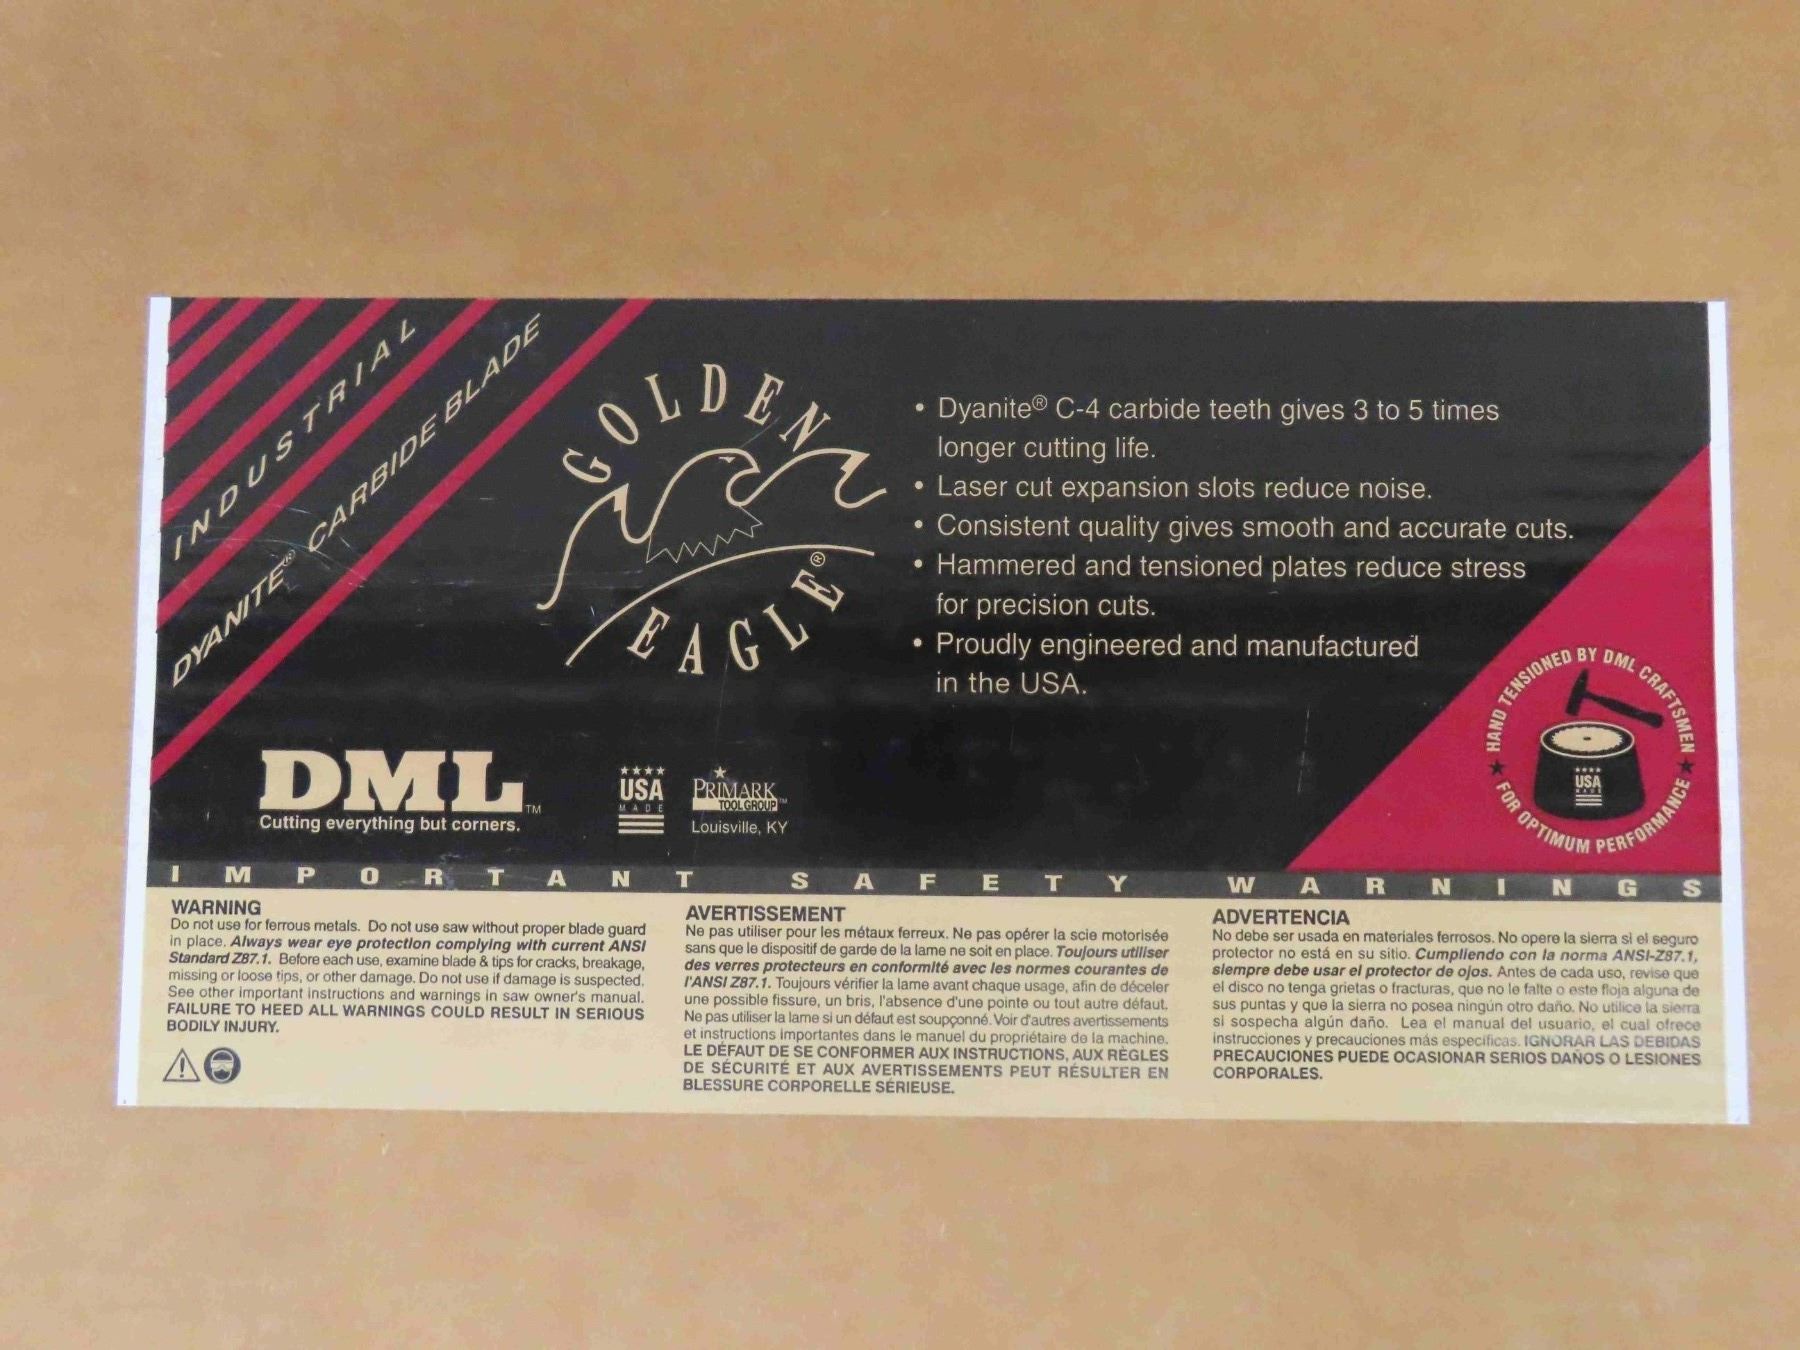 INDUSTRIAL
DYANITE® CARBIDE BLADE
GOLDEN
EAGLE®
• Dyanite® C-4 carbide teeth gives 3 to 5 times
longer cutting life.
• Laser cut expansion slots reduce noise.
• Consistent quality gives smooth and accurate cuts.
• Hammered and tensioned plates reduce stress
for precision cuts.
• Proudly engineered and manufactured
in the USA.
HAND TENSIONED BY DML CRAFTSMEN
★ FOR OPTIMUM PERFORMANCE ★
★★★★
USA
MADE
DML™
Cutting everything but corners.
★★★★
USA
MADE
PRIMARK
TOOL GROUP™
Louisville, KY
IMPORTANT SAFETY WARNINGS
WARNING
Do not use for ferrous metals. Do not use saw without proper blade guard
in place. Always wear eye protection complying with current ANSI
Standard Z87.1. Before each use, examine blade & tips for cracks, breakage,
missing or loose tips, or other damage. Do not use if damage is suspected.
See other important instructions and warnings in saw owner's manual.
FAILURE TO HEED ALL WARNINGS COULD RESULT IN SERIOUS
BODILY INJURY.
AVERTISSEMENT
Ne pas utiliser pour les métaux ferreux. Ne pas opérer la scie motorisée
sans que le dispositif de garde de la lame ne soit en place. Toujours utiliser
des verres protecteurs en conformité avec les normes courantes de
l'ANSI Z87.1. Toujours vérifier la lame avant chaque usage, afin de déceler
une possible fissure, un bris, l'absence d'une pointe ou tout autre défaut.
Ne pas utiliser la lame si un défaut est soupçonné. Voir d'autres avertissements
et instructions importantes dans le manuel du propriétaire de la machine.
LE DÉFAUT DE SE CONFORMER AUX INSTRUCTIONS, AUX RÈGLES
DE SÉCURITÉ ET AUX AVERTISSEMENTS PEUT RÉSULTER EN
BLESSURE CORPORELLE SÉRIEUSE.
ADVERTENCIA
No debe ser usada en materiales ferrosos. No opere la sierra si el seguro
protector no está en su sitio. Cumpliendo con la norma ANSI-Z87.1,
siempre debe usar el protector de ojos. Antes de cada uso, revise que
el disco no tenga grietas o fracturas, que no le falte o este floja alguna de
sus puntas y que la sierra no posea ningún otro daño. No utilice la sierra
si sospecha algún daño. Lea el manual del usuario, el cual ofrece
instrucciones y precauciones más especificas. IGNORAR LAS DEBIDAS
PRECAUCIONES PUEDE OCASIONAR SERIOS DAÑOS O LESIONES
CORPORALES.